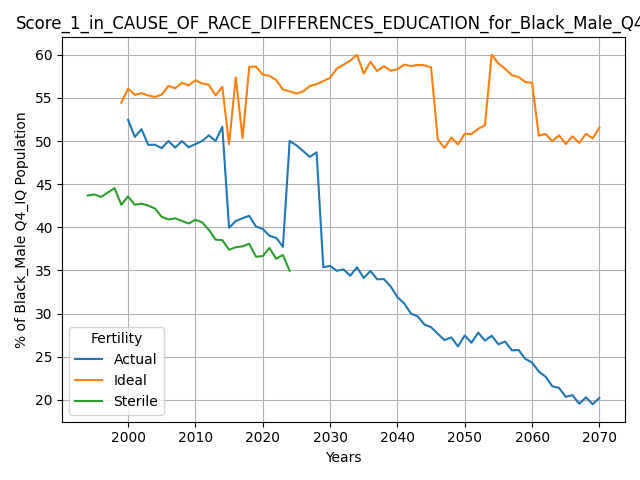 Score_1_in_CAUSE_OF_RACE_DIFFERENCES_EDUCATION_for_Black_Male_Q4
% of Black_Male Q4_IQ Population
60
55
50
45
40
35
30
25
20
Fertility
Actual
Ideal
Sterile
2000 2010 2020 2030 2040 2050 2060 2070
Years